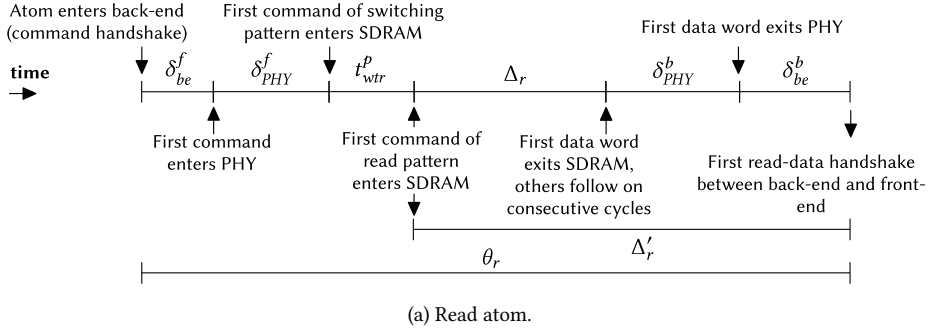 Atom enters back-end
(command handshake)
First command of switching
pattern enters SDRAM
First data word exits PHY
time
δ^f_be
δ^f_PHY
t^p_wtr
Δ_r
δ^b_PHY
δ^b_be
First command
enters PHY
First command of
read pattern
enters SDRAM
First data word
exits SDRAM,
others follow on
consecutive cycles
First read-data handshake
between back-end and front-
end
Δ′_r
θ_r
(a) Read atom.